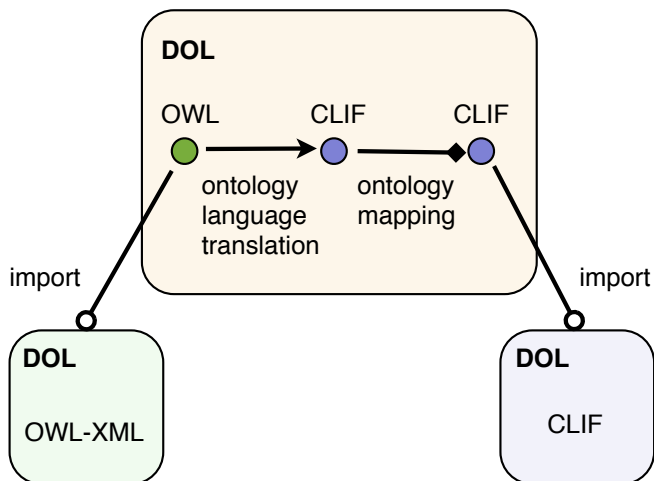 DOL
OWL CLIF CLIF
ontology
language
translation
ontology
mapping
import
import
DOL
OWL-XML
DOL
CLIF